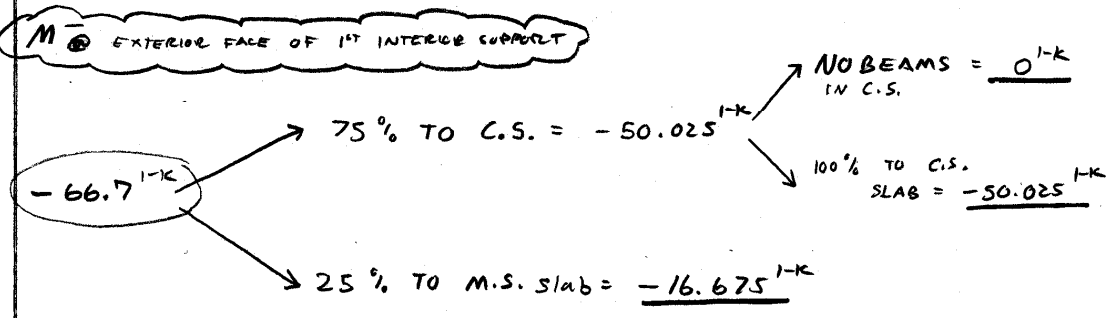 M⁻ @ EXTERIOR FACE OF 1ST INTERIOR SUPPORT
NO BEAMS = 0 1-K
IN C.S.
75% TO C.S. = -50.025 1-K
100% TO C.S.
SLAB = -50.025 1-K
-66.7 1-K
25% TO M.S. slab = -16.675 1-K